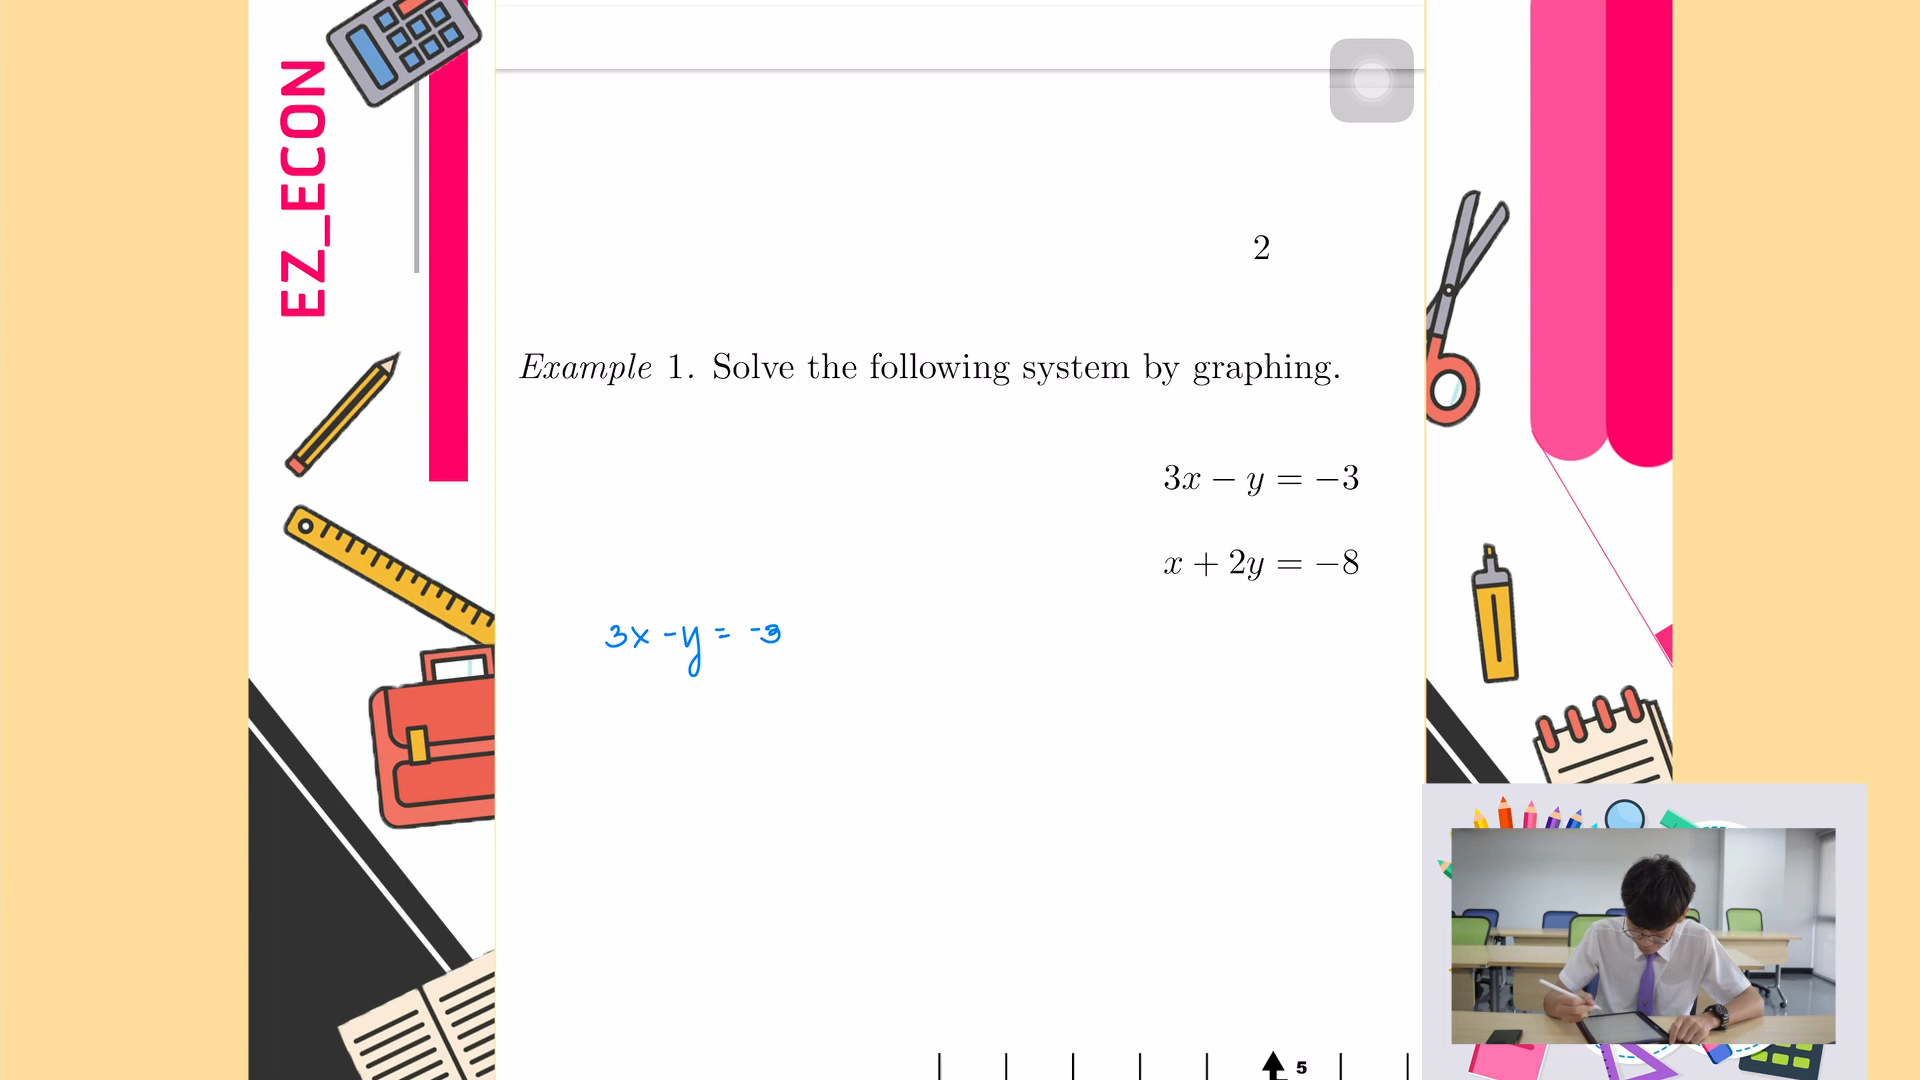 EZ_ECON
2
Example 1. Solve the following system by graphing.
3x − y = −3
x + 2y = −8
3x - y = -3
5